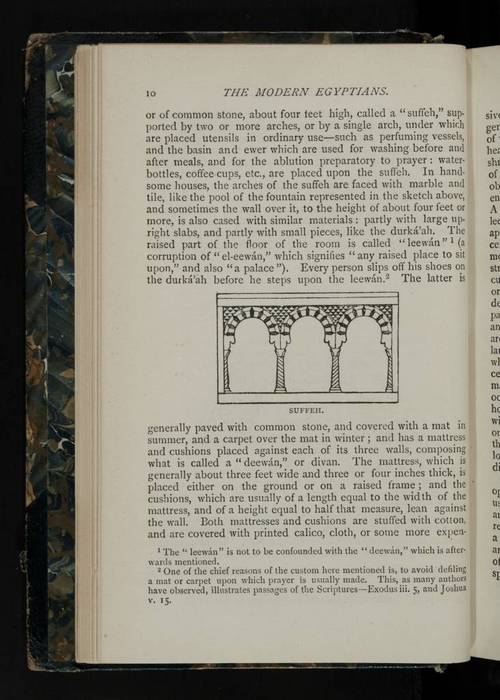 10
THE MODERN EGYPTIANS.
or of common stone, about four feet high, called a "suffeh," sup-
ported by two or more arches, or by a single arch, under which
are placed utensils in ordinary use—such as perfuming vessels,
and the basin and ewer which are used for washing before and
after meals, and for the ablution preparatory to prayer: water-
bottles, coffee cups, etc., are placed upon the suffeh. In hand-
some houses, the arches of the suffeh are faced with marble and
tile, like the pool of the fountain represented in the sketch above,
and sometimes the wall over it, to the height of about four feet or
more, is also cased with similar materials: partly with large up-
right slabs, and partly with small pieces, like the durká'ah. The
raised part of the floor of the room is called "leewán"¹ (a
corruption of "el-eewán," which signifies "any raised place to sit
upon," and also "a palace"). Every person slips off his shoes on
the durká'ah before he steps upon the leewán.² The latter is
SUFFEH.
generally paved with common stone, and covered with a mat in
summer, and a carpet over the mat in winter; and has a mattress
and cushions placed against each of its three walls, composing
what is called a "deewán," or divan. The mattress, which is
generally about three feet wide and three or four inches thick, is
placed either on the ground or on a raised frame; and the
cushions, which are usually of a length equal to the width of the
mattress, and of a height equal to half that measure, lean against
the wall. Both mattresses and cushions are stuffed with cotton,
and are covered with printed calico, cloth, or some more expen-
¹ The "leewán" is not to be confounded with the "deewán," which is after-
wards mentioned.
² One of the chief reasons of the custom here mentioned is, to avoid defiling
a mat or carpet upon which prayer is usually made. This, as many authors
have observed, illustrates passages of the Scriptures—Exodus iii. 5, and Joshua
v. 15.